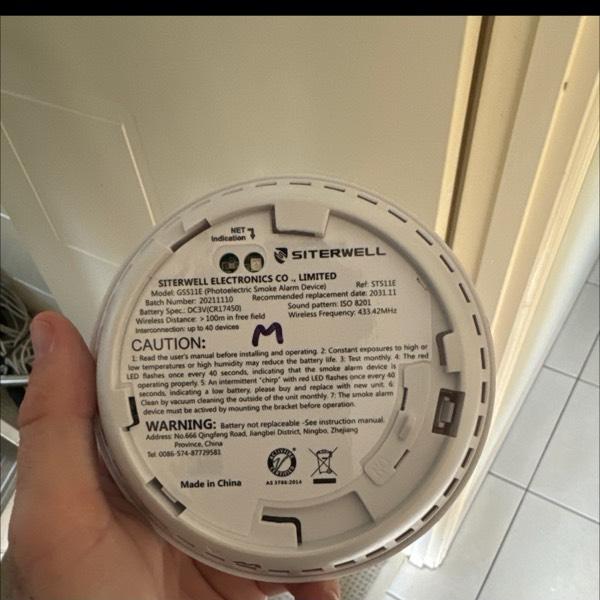 NET
Indication
SITERWELL
SITERWELL ELECTRONICS CO ., LIMITED
Model: GS511E (Photoelectric Smoke Alarm Device) Ref: STS11E
Batch Number: 20211110 Recommended replacement date: 2031.11
Battery Spec.: DC3V(CR17450) Sound pattern: ISO 8201
Wireless Distance: >100m in free field Wireless Frequency: 433.42MHz
Interconnection: up to 40 devices
M
CAUTION:
1: Read the user's manual before installing and operating. 2: Constant exposures to high or
low temperatures or high humidity may reduce the battery life. 3: Test monthly. 4: The red
LED flashes once every 40 seconds, indicating that the smoke alarm device is
operating properly. 5: An intermittent "chirp" with red LED flashes once every 40
seconds, indicating a low battery, please buy and replace with new unit. 6:
Clean by vacuum cleaning the outside of the unit monthly. 7: The smoke alarm
device must be actived by mounting the bracket before operation.
WARNING: Battery not replaceable -See instruction manual.
Address: No.666 Qingfeng Road, Jiangbei District, Ningbo, Zhejiang
Province, China
Tel: 0086-574-87729581
Made in China
AS 3786:2014